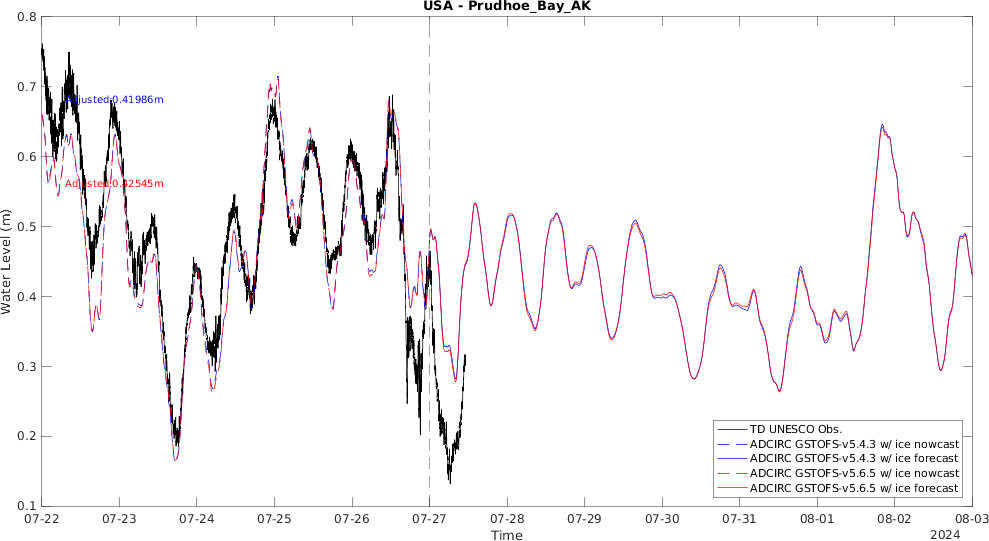 USA - Prudhoe_Bay_AK
0.8
0.7
0.6
0.5
0.4
0.3
0.2
0.1
Water Level (m)
Adjusted:0.41986m
Adjusted:0.42545m
TD UNESCO Obs.
ADCIRC GSTOFS-v5.4.3 w/ ice nowcast
ADCIRC GSTOFS-v5.4.3 w/ ice forecast
ADCIRC GSTOFS-v5.6.5 w/ ice nowcast
ADCIRC GSTOFS-v5.6.5 w/ ice forecast
07-22 07-23 07-24 07-25 07-26 07-27 07-28 07-29 07-30 07-31 08-01 08-02 08-03
Time
2024